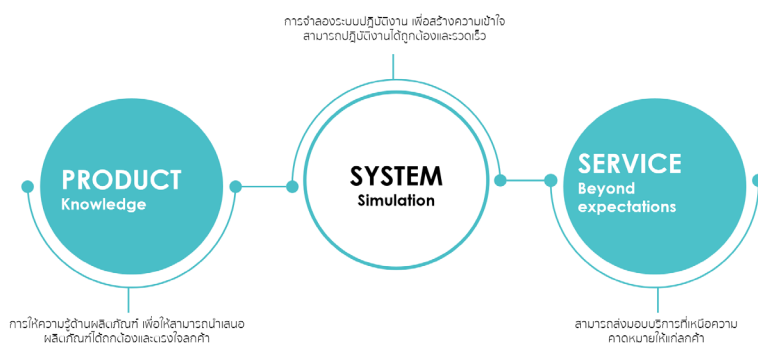 การจำลองระบบปฏิบัติงาน เพื่อสร้างความเข้าใจ
สามารถปฏิบัติงานได้ถูกต้องและรวดเร็ว
PRODUCT
Knowledge
SYSTEM
Simulation
SERVICE
Beyond
expectations
การให้ความรู้ด้านผลิตภัณฑ์ เพื่อให้สามารถนำเสนอ
ผลิตภัณฑ์ได้ถูกต้องและตรงใจลูกค้า
สามารถส่งมอบบริการที่เหนือความ
คาดหมายให้แก่ลูกค้า